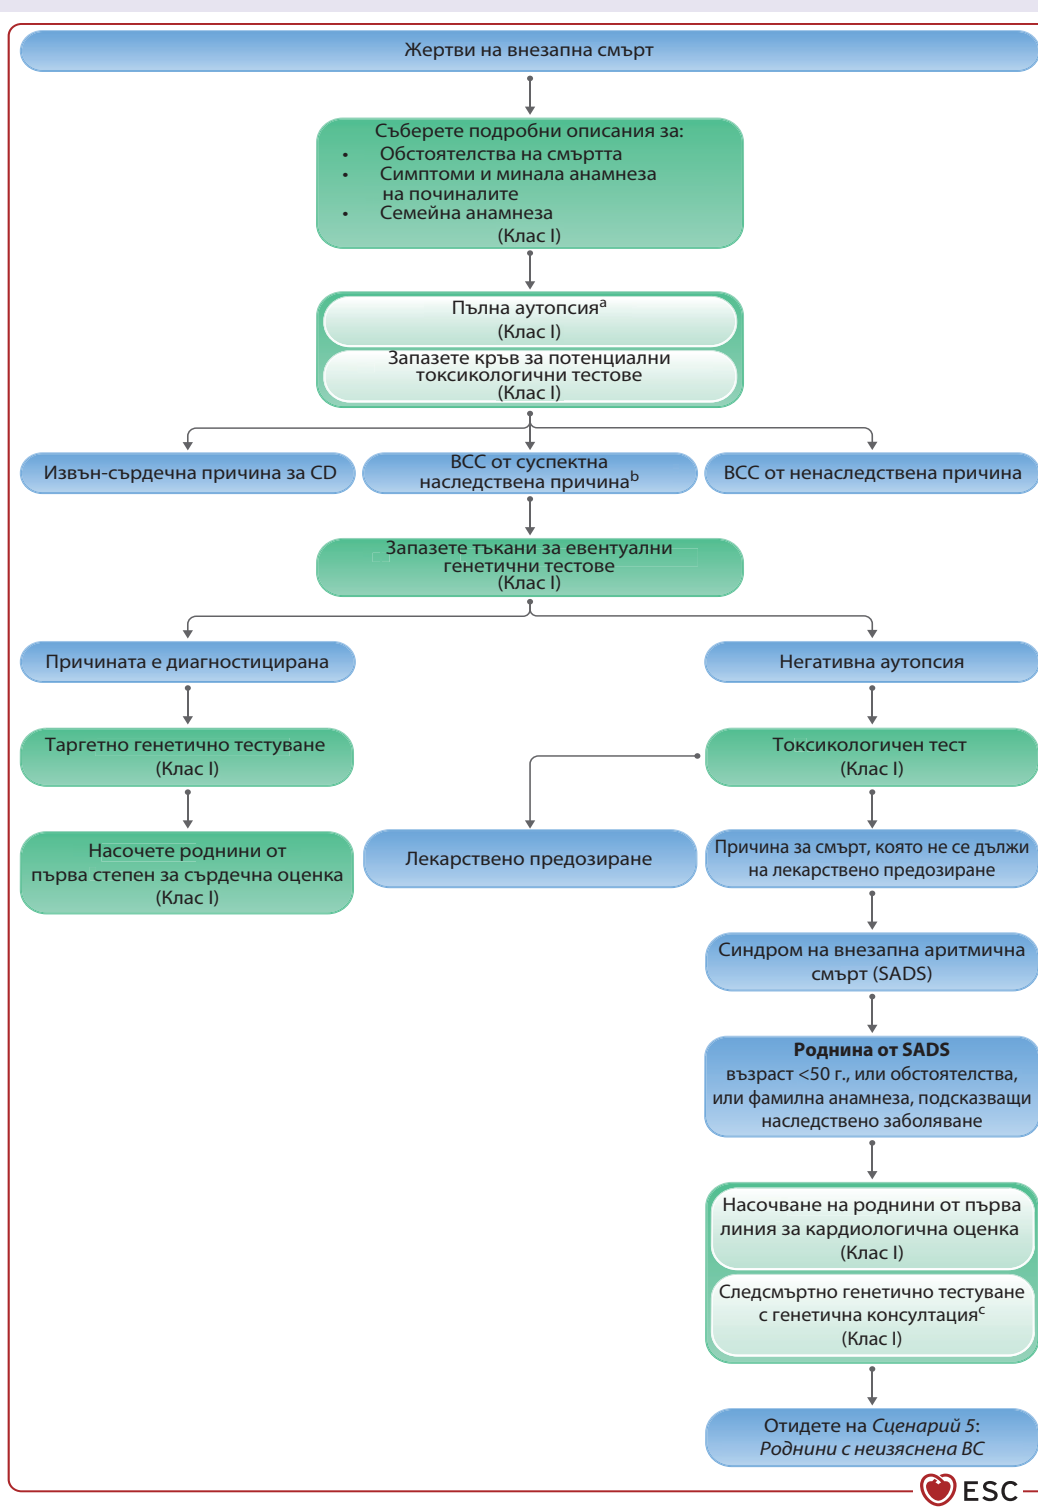 Жертви на внезапна смърт
Съберете подробни описания за:
• Обстоятелства на смъртта
• Симптоми и минала анамнеза
на починалите
• Семейна анамнеза
(Клас I)
Пълна аутопсияa
(Клас I)
Запазете кръв за потенциални
токсикологични тестове
(Клас I)
Извън-сърдечна причина за CD
ВСС от суспектна
наследствена причинаb
ВСС от ненаследствена причина
Запазете тъкани за евентуални
генетични тестове
(Клас I)
Причината е диагностицирана
Негативна аутопсия
Таргетно генетично тестуване
(Клас I)
Токсикологичен тест
(Клас I)
Насочете роднини от
първа степен за сърдечна оценка
(Клас I)
Лекарствено предозиране
Причина за смърт, която не се дължи
на лекарствено предозиране
Синдром на внезапна аритмична
смърт (SADS)
Роднина от SADS
възраст <50 г., или обстоятелства,
или фамилна анамнеза, подсказващи
наследствено заболяване
Насочване на роднини от първа
линия за кардиологична оценка
(Клас I)
Следсмъртно генетично тестуване
с генетична консултацияc
(Клас I)
Отидете на Сценарий 5:
Роднини с неизяснена ВС
ESC